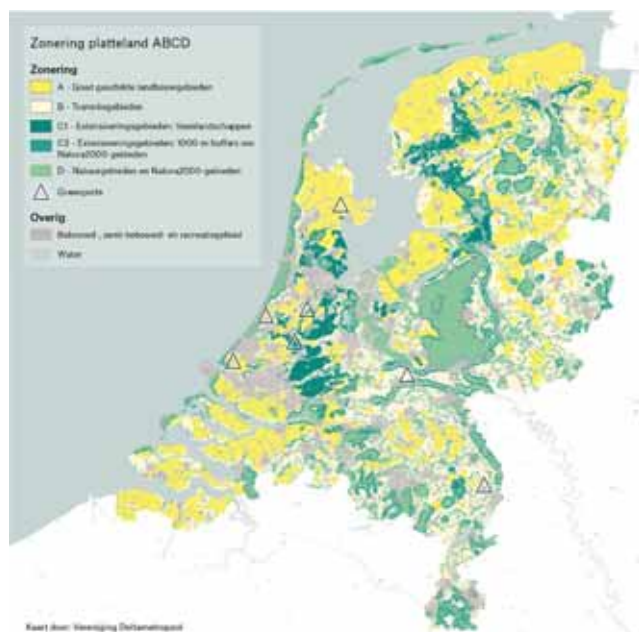 Zonering platteland ABCD
Zonering
A - Goed geschikte landbouwgebieden
B - Transitiegebieden
C1 - Extensiveringsgebieden: Veenlandschappen
C2 - Extensiveringsgebieden: 1000 m buffers om
Natura2000-gebieden
D - Natuurgebieden en Natura2000-gebieden
Greenports
Overig
Bebouwd-, semi-bebouwd- en recreatiegebied
Water
Kaart door: Vereniging Deltametropool